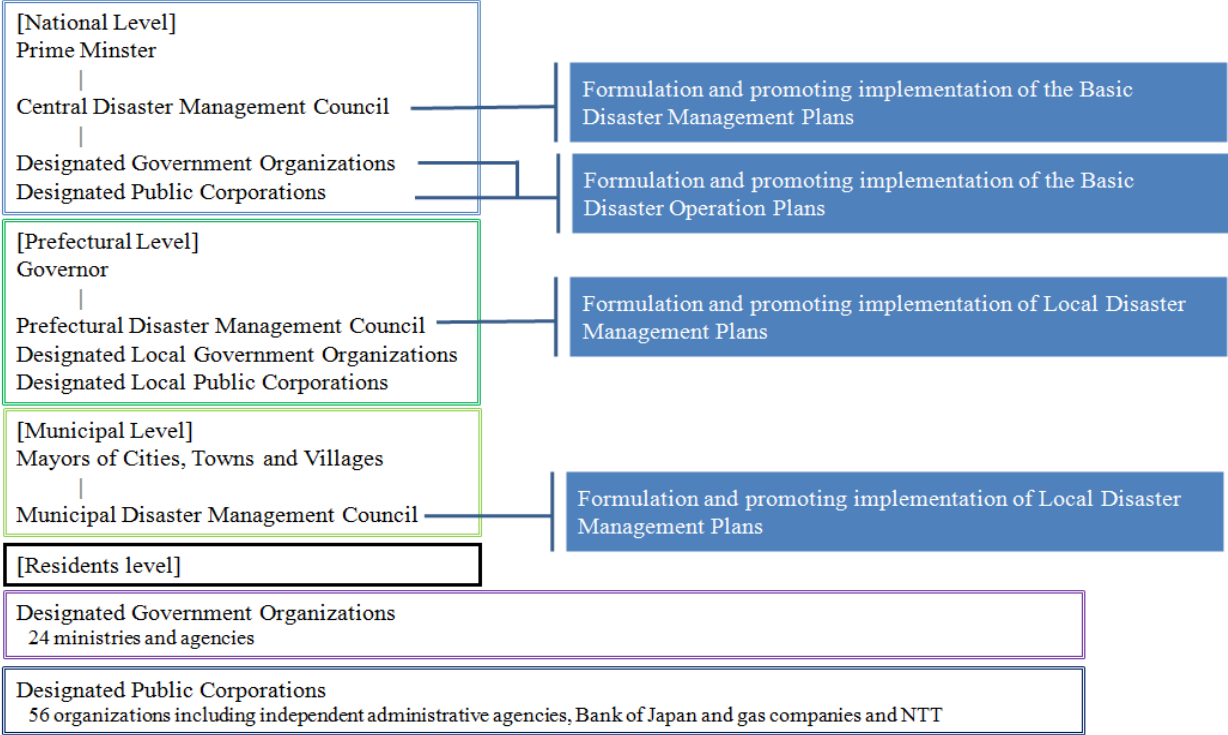 [National Level]
Prime Minster
Central Disaster Management Council
Formulation and promoting implementation of the Basic
Disaster Management Plans
Designated Government Organizations
Designated Public Corporations
Formulation and promoting implementation of the Basic
Disaster Operation Plans
[Prefectural Level]
Governor
Prefectural Disaster Management Council
Designated Local Government Organizations
Designated Local Public Corporations
Formulation and promoting implementation of Local Disaster
Management Plans
[Municipal Level]
Mayors of Cities, Towns and Villages
Municipal Disaster Management Council
Formulation and promoting implementation of Local Disaster
Management Plans
[Residents level]
Designated Government Organizations
24 ministries and agencies
Designated Public Corporations
56 organizations including independent administrative agencies, Bank of Japan and gas companies and NTT